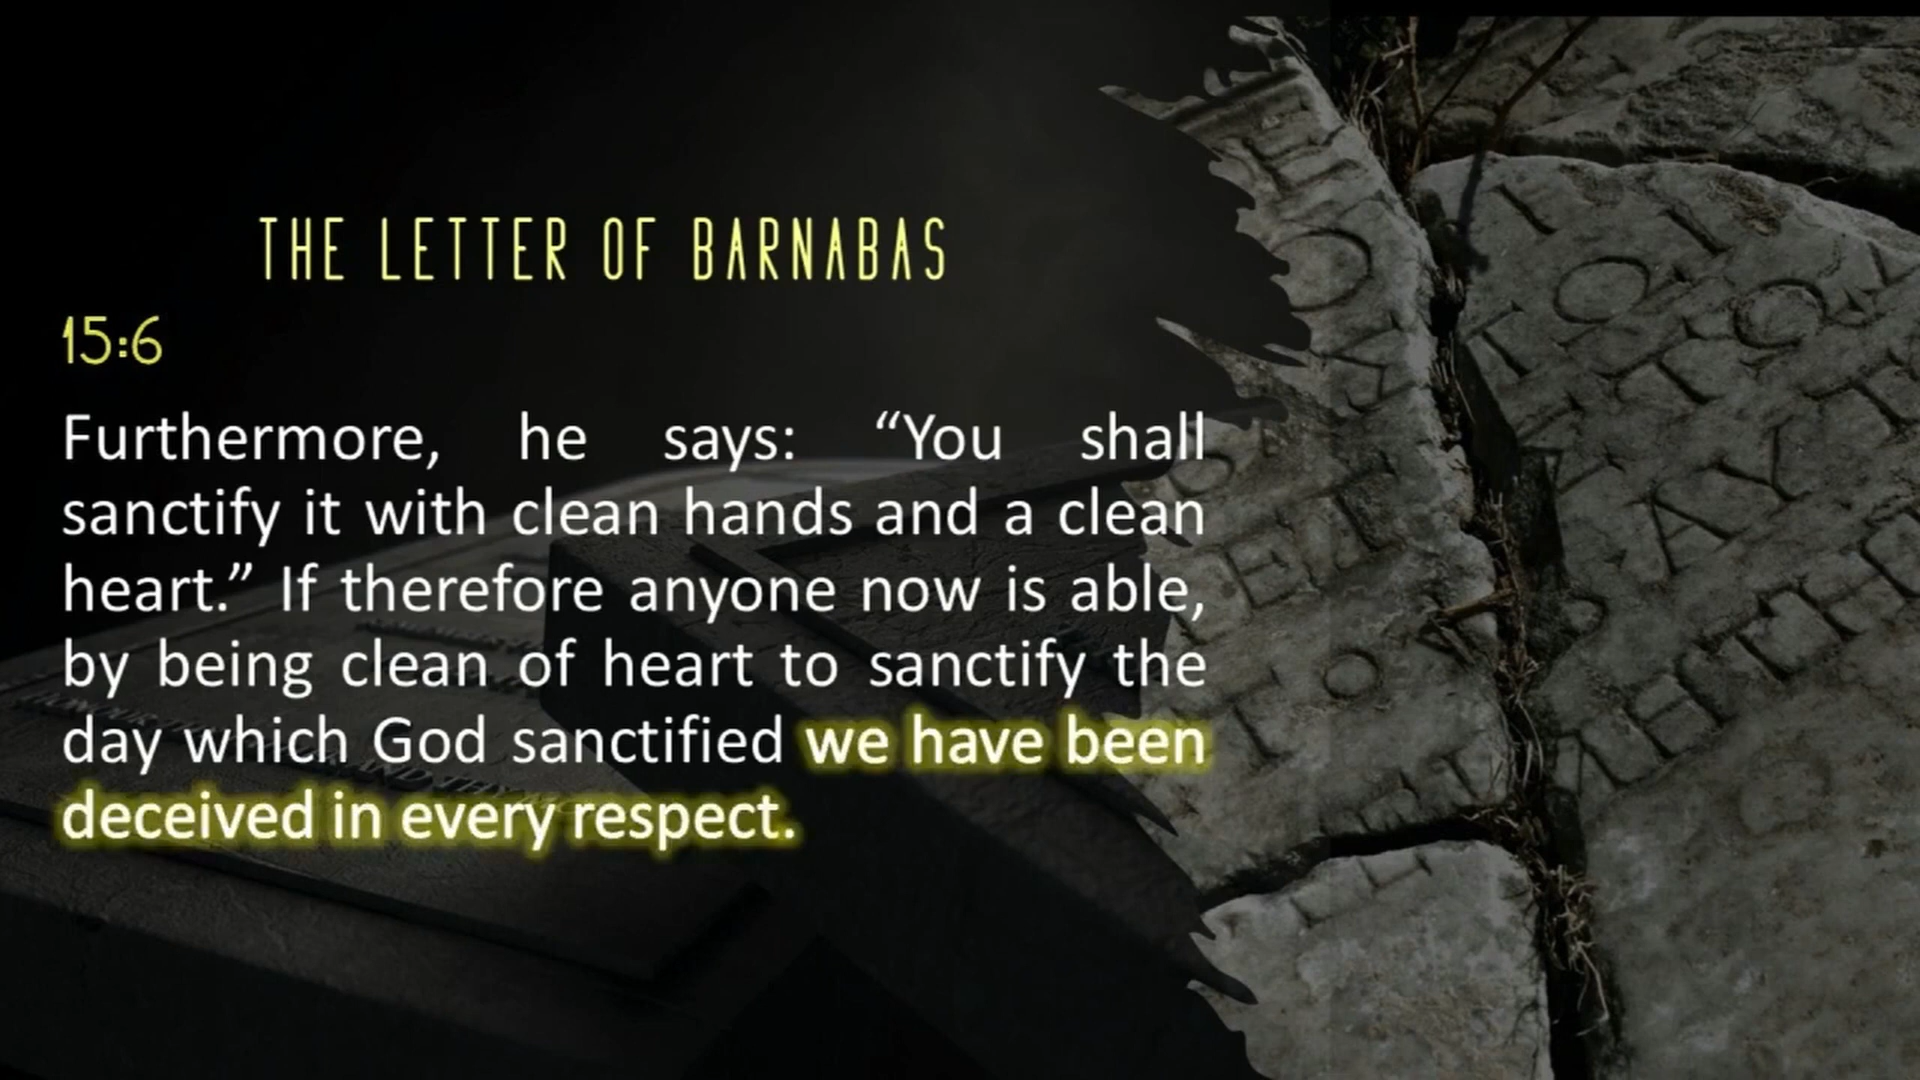 THE LETTER OF BARNABAS
15:6
Furthermore, he says: “You shall
sanctify it with clean hands and a clean
heart.” If therefore anyone now is able,
by being clean of heart to sanctify the
day which God sanctified we have been
deceived in every respect.